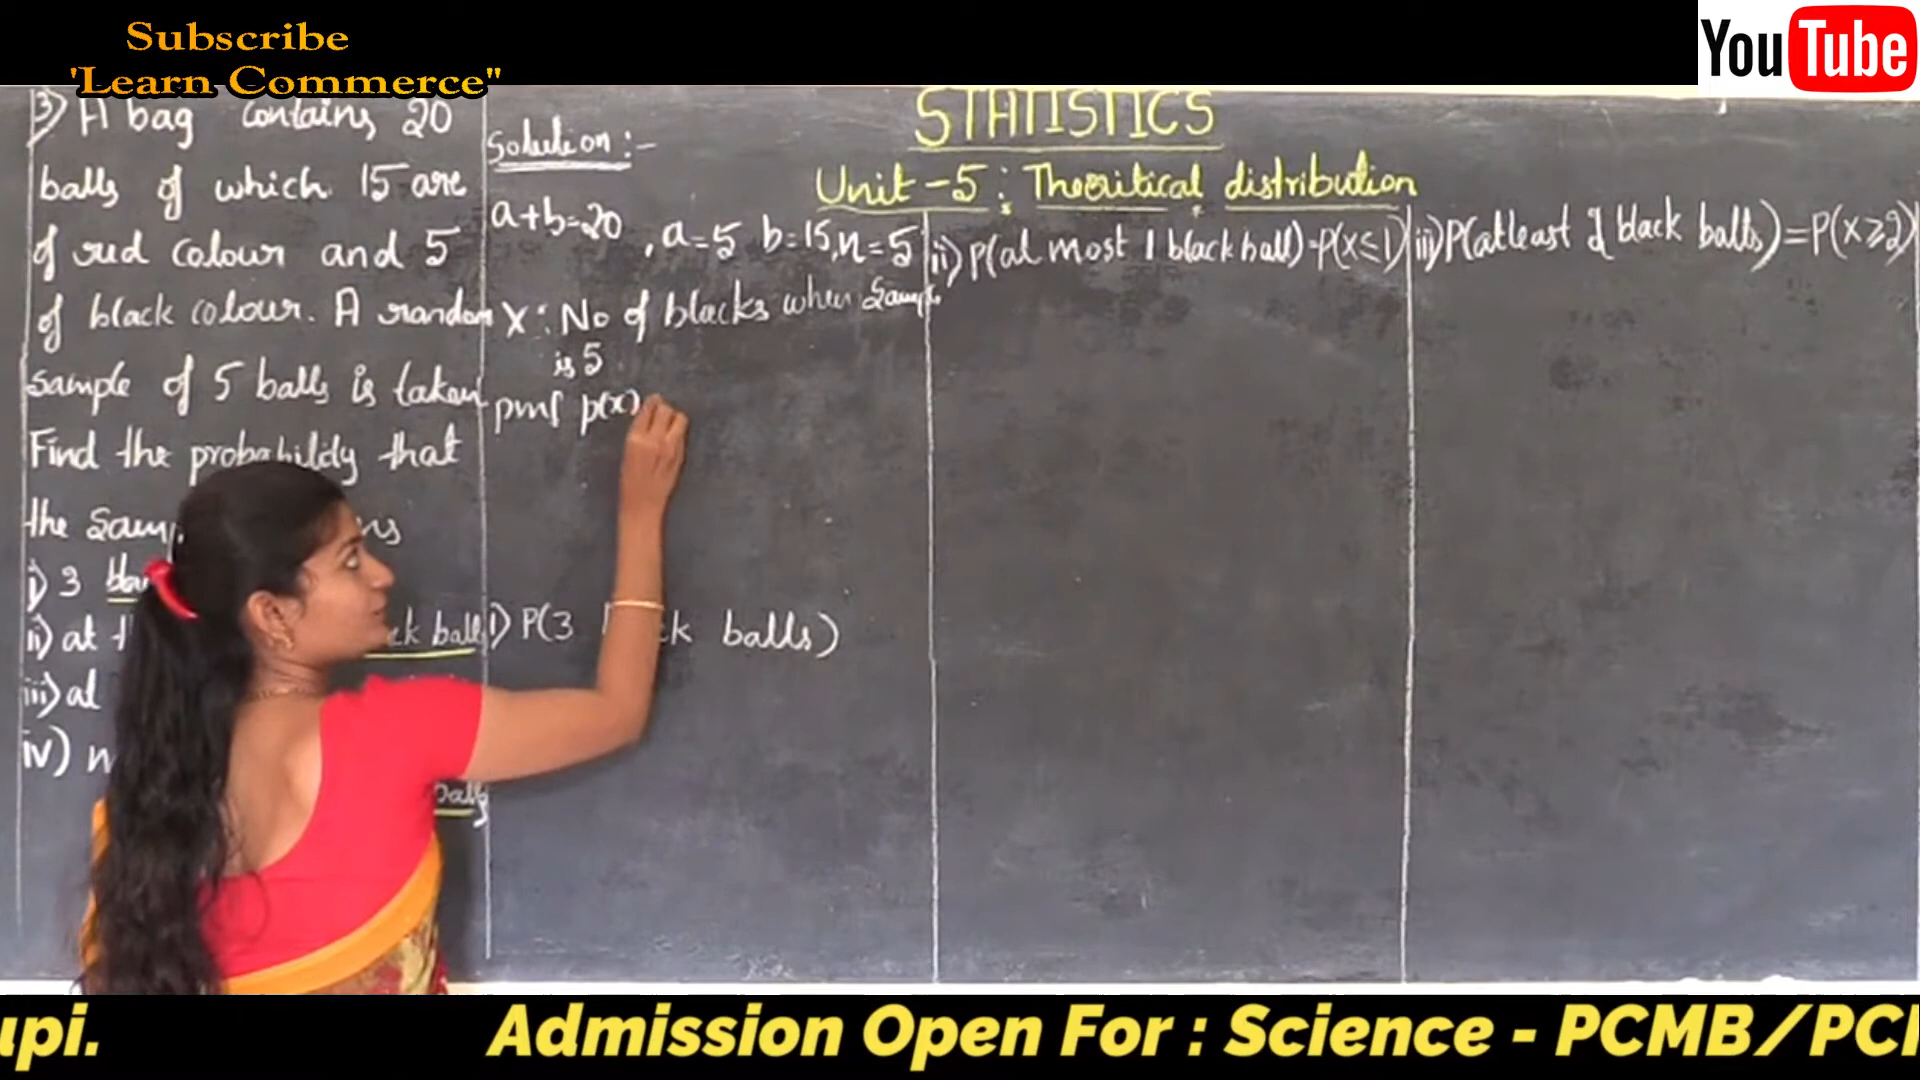 Subscribe
'Learn Commerce"
YouTube
3) A bag contains 20
balls of which 15 are
of red colour and 5
of black colour. A random
sample of 5 balls is taken
Find the probability that
the
i) 3
ii) at
ball
iii) at
iv)
balls
Solution :-
a+b=20, a=5 b=15, n=5
X : No of blacks when Sample
is 5
pmf p(x)
i) P(3 balls)
STATISTICS
Unit-5 : Theoritical distribution
ii) P(at most 1 black ball)=P(x≤1)
iii) P(atleast 2 black balls)=P(x≥2)
upi. Admission Open For : Science - PCMB/PC